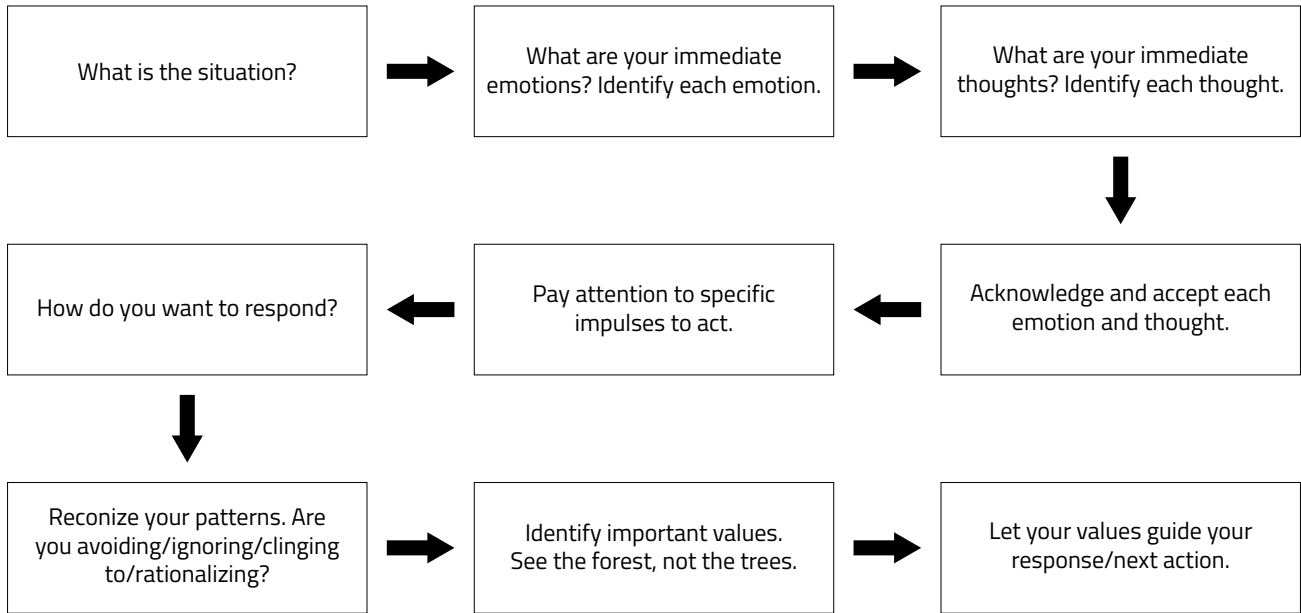 What is the situation?
What are your immediate
emotions? Identify each emotion.
What are your immediate
thoughts? Identify each thought.
Acknowledge and accept each
emotion and thought.
Pay attention to specific
impulses to act.
How do you want to respond?
Reconize your patterns. Are
you avoiding/ignoring/clinging
to/rationalizing?
Identify important values.
See the forest, not the trees.
Let your values guide your
response/next action.